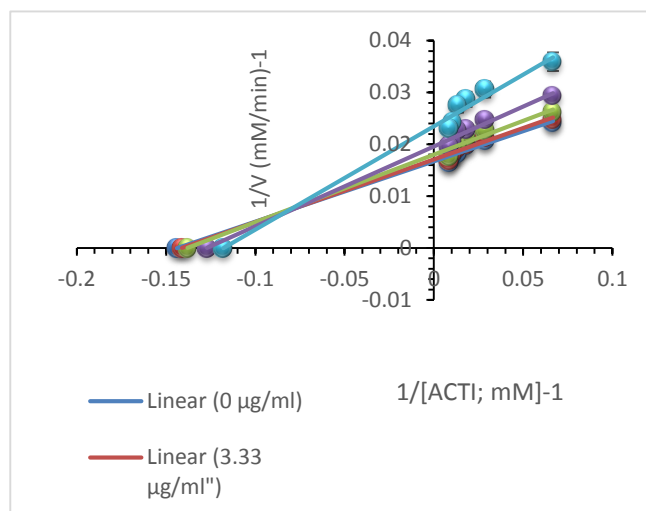 1/V (mM/min)-1
0.04
0.03
0.02
0.01
0
-0.01
-0.2
-0.15
-0.1
-0.05
0
0.05
0.1
1/[ACTI; mM]-1
Linear (0 µg/ml)
Linear (3.33
µg/ml")